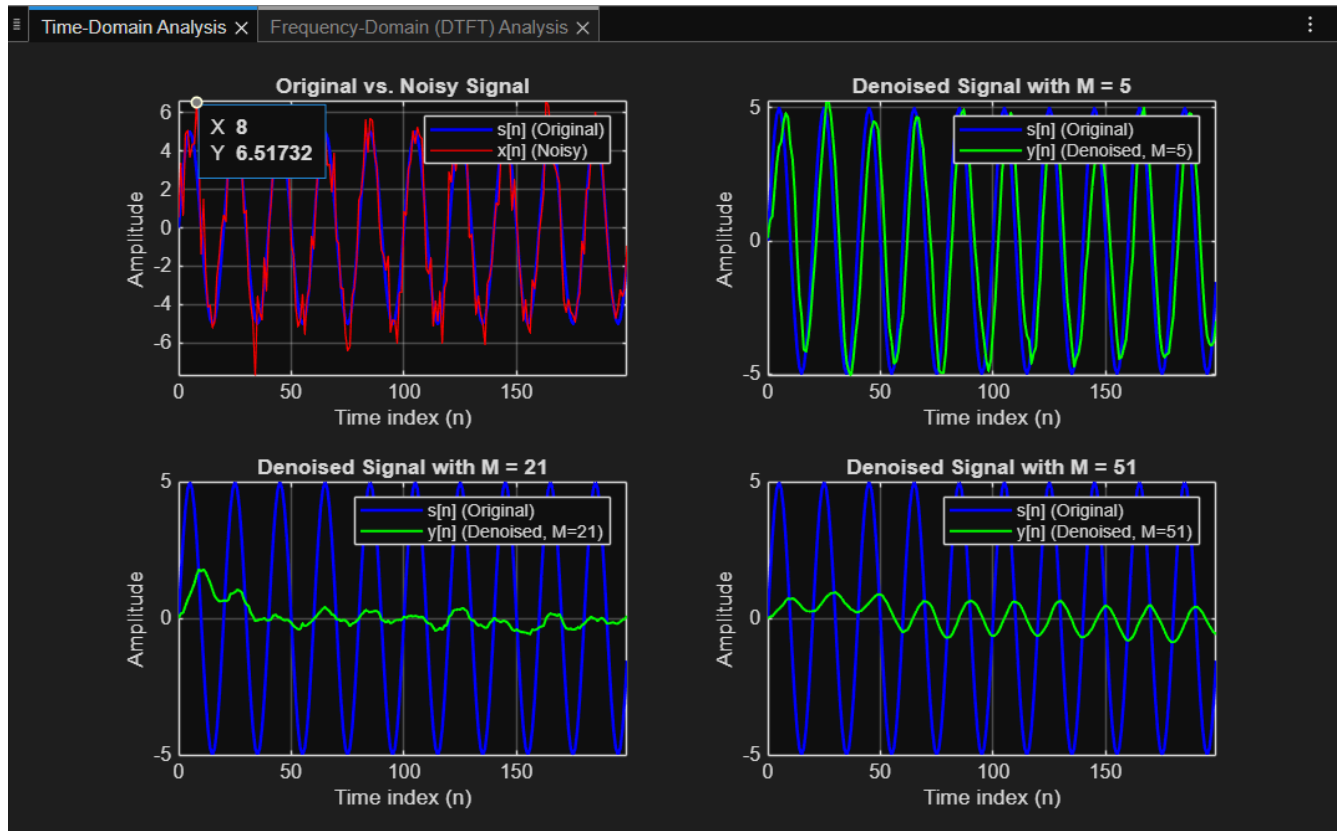 Time-Domain Analysis × Frequency-Domain (DTFT) Analysis ×
Original vs. Noisy Signal
X 8
Y 6.51732
s[n] (Original)
x[n] (Noisy)
6
4
2
0
-2
-4
-6
Amplitude
0 50 100 150
Time index (n)
Denoised Signal with M = 5
s[n] (Original)
y[n] (Denoised, M=5)
5
0
-5
Amplitude
0 50 100 150
Time index (n)
Denoised Signal with M = 21
s[n] (Original)
y[n] (Denoised, M=21)
5
0
-5
Amplitude
0 50 100 150
Time index (n)
Denoised Signal with M = 51
s[n] (Original)
y[n] (Denoised, M=51)
5
0
-5
Amplitude
0 50 100 150
Time index (n)